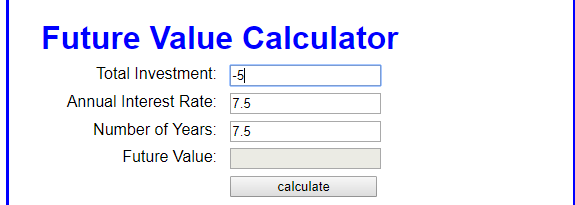 Future Value Calculator
Total Investment: -5
Annual Interest Rate: 7.5
Number of Years: 7.5
Future Value:
calculate